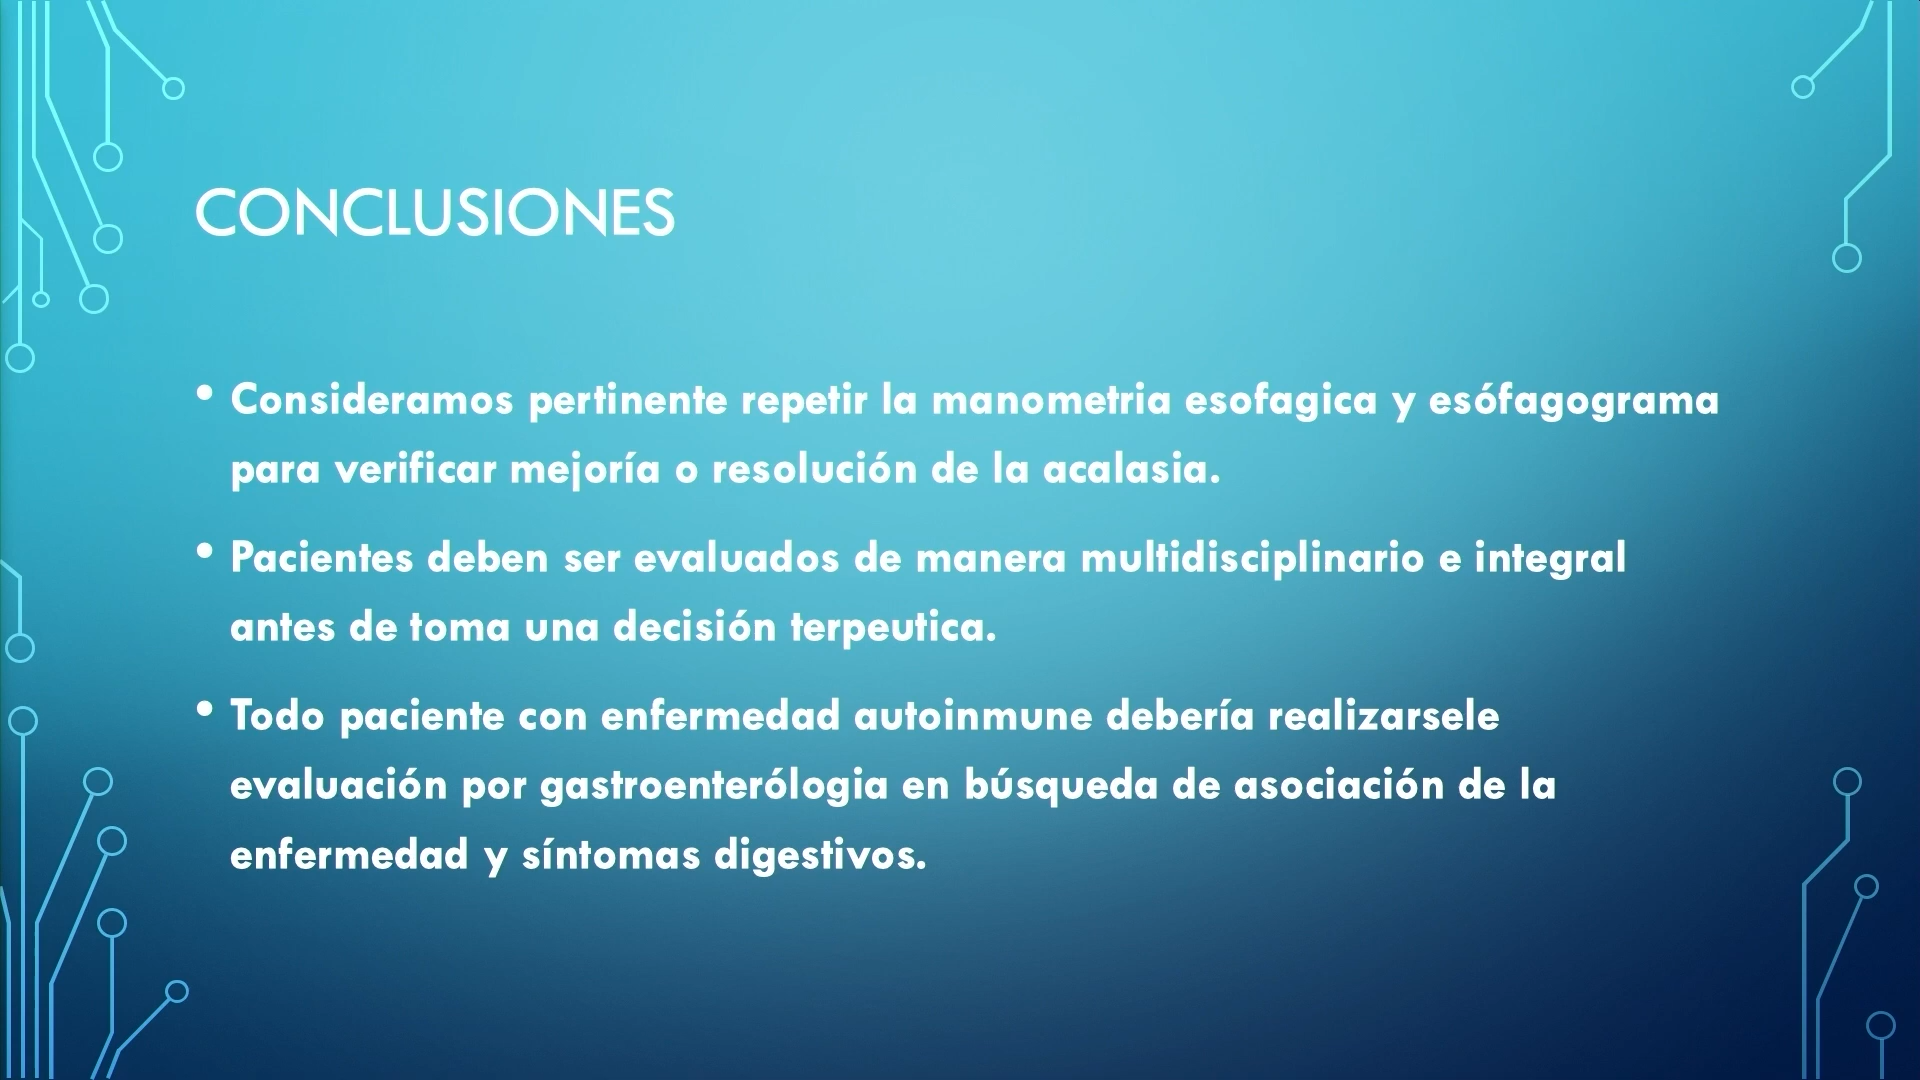 CONCLUSIONES
• Consideramos pertinente repetir la manometria esofagica y esófagograma
para verificar mejoría o resolución de la acalasia.
• Pacientes deben ser evaluados de manera multidisciplinario e integral
antes de toma una decisión terpeutica.
• Todo paciente con enfermedad autoinmune debería realizarsele
evaluación por gastroenterólogia en búsqueda de asociación de la
enfermedad y síntomas digestivos.